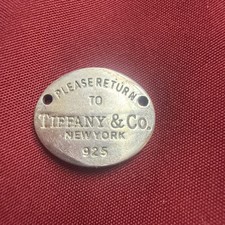 PLEASE RETURN
TO
TIFFANY & CO.
NEW YORK
925